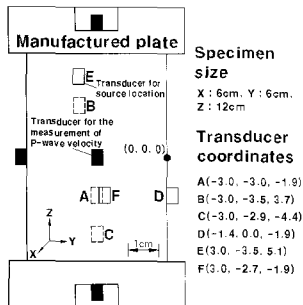 Manufactured plate
E
Transducer for
source location
B
Transducer for the
measurement of
P-wave velocity
(0, 0, 0)
A
F
D
C
Z
Y
X
1cm
Specimen
size
X : 6cm, Y : 6cm,
Z : 12cm
Transducer
coordinates
A(-3.0, -3.0, -1.9)
B(-3.0, -3.5, 3.7)
C(-3.0, -2.9, -4.4)
D(-1.4, 0.0, -1.9)
E(3.0, -3.5, 5.1)
F(3.0, -2.7, -1.9)